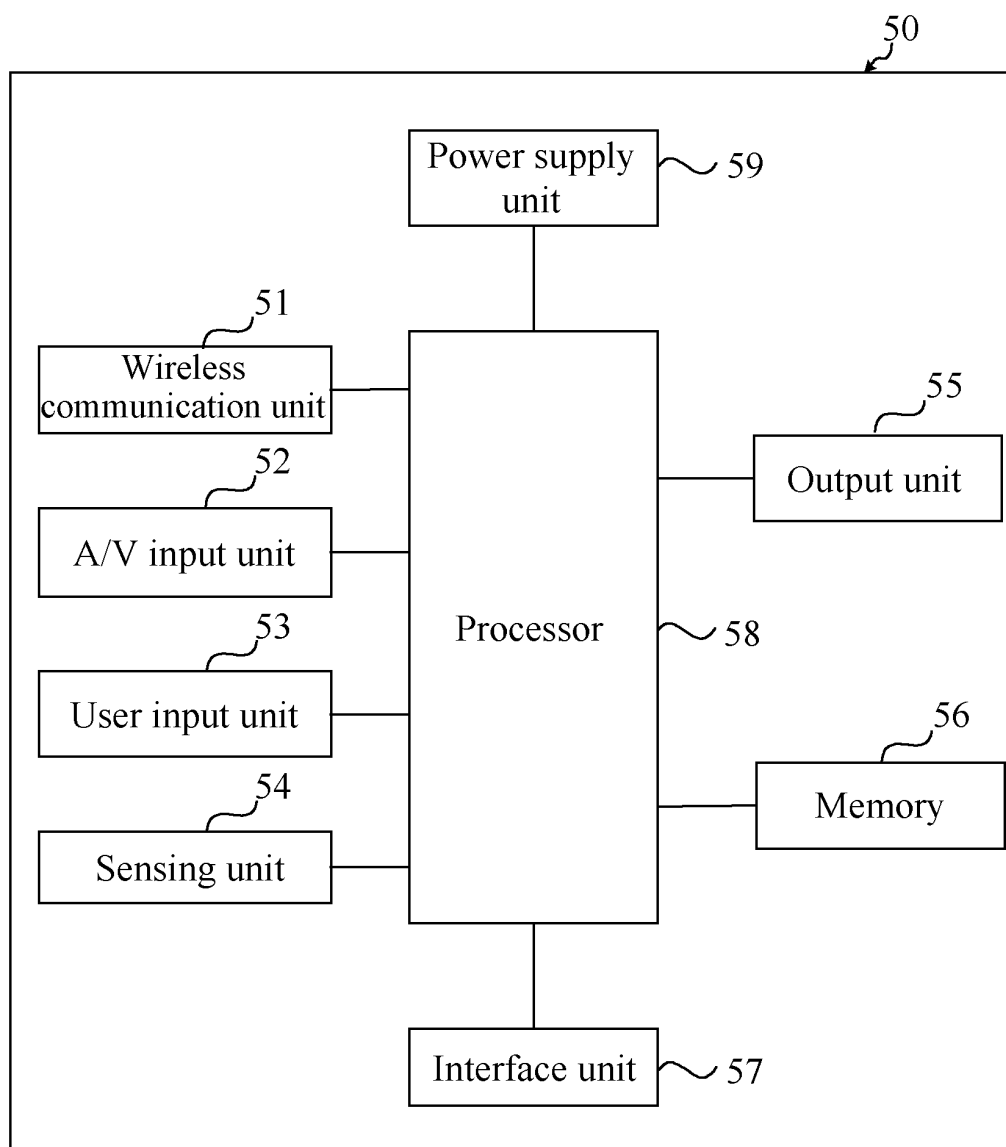 50
Power supply
unit
59
51
Wireless
communication unit
52
A/V input unit
53
User input unit
54
Sensing unit
Processor
58
55
Output unit
56
Memory
Interface unit
57